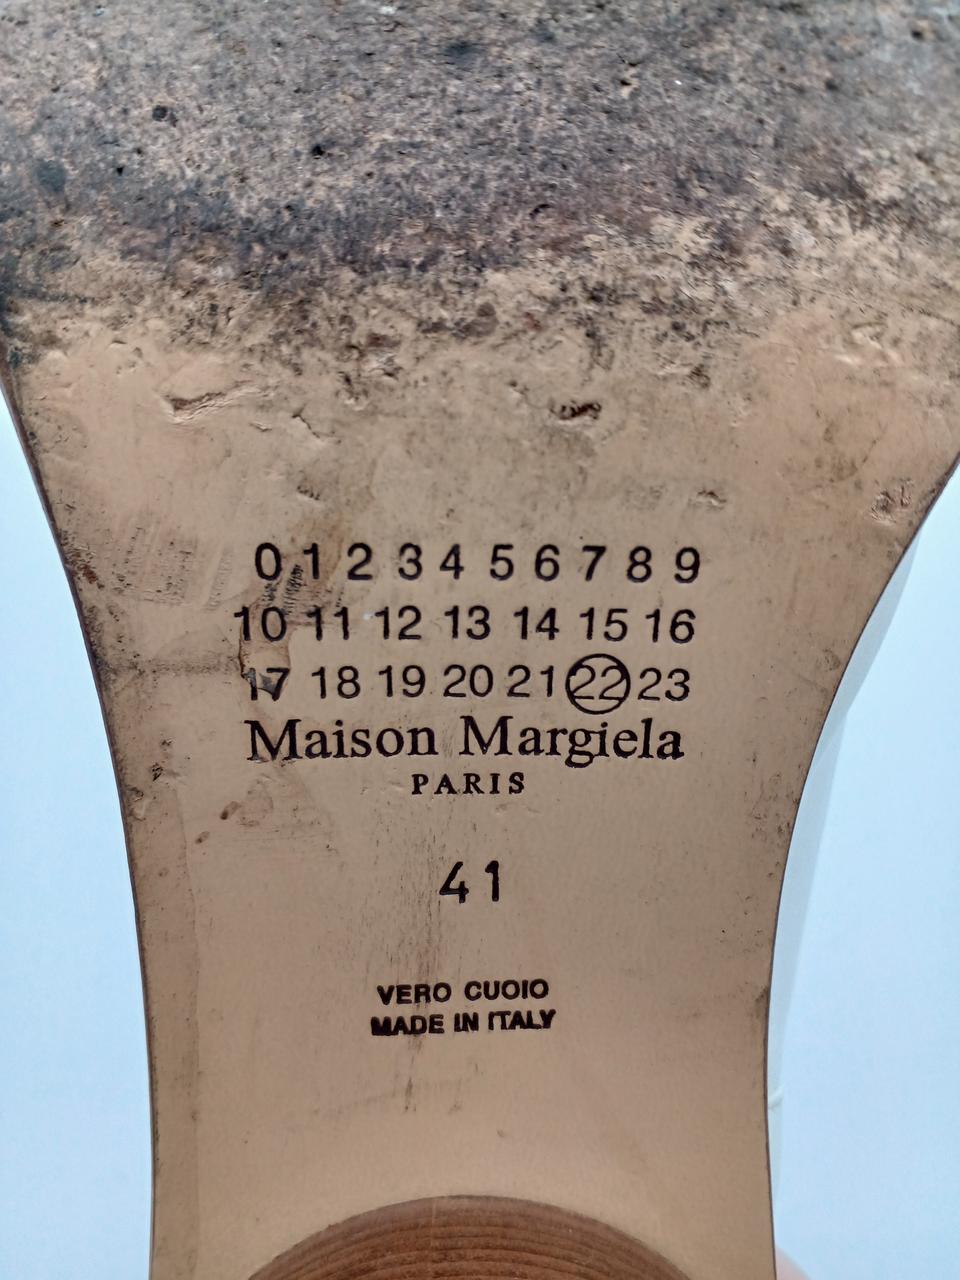 0 1 2 3 4 5 6 7 8 9
10 11 12 13 14 15 16
17 18 19 20 21 22 23
Maison Margiela
PARIS
41
VERO CUOIO
MADE IN ITALY